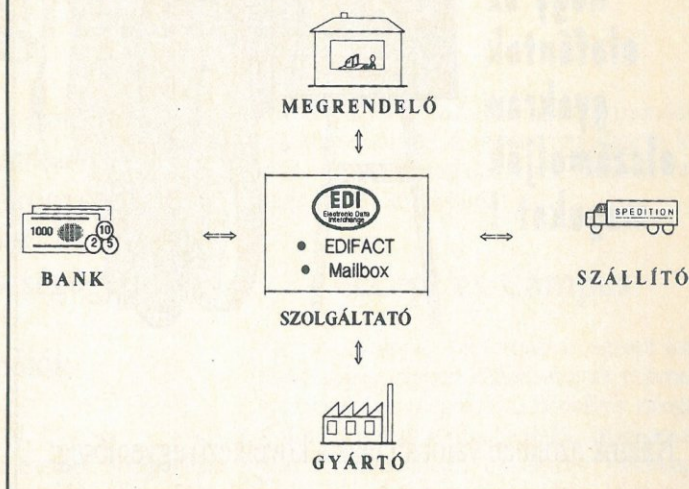 MEGRENDELŐ
EDI
Electronic Data
Interchange
• EDIFACT
• Mailbox
SZOLGÁLTATÓ
1000
10
2 5
BANK
SPEDITION
SZÁLLÍTÓ
GYÁRTÓ